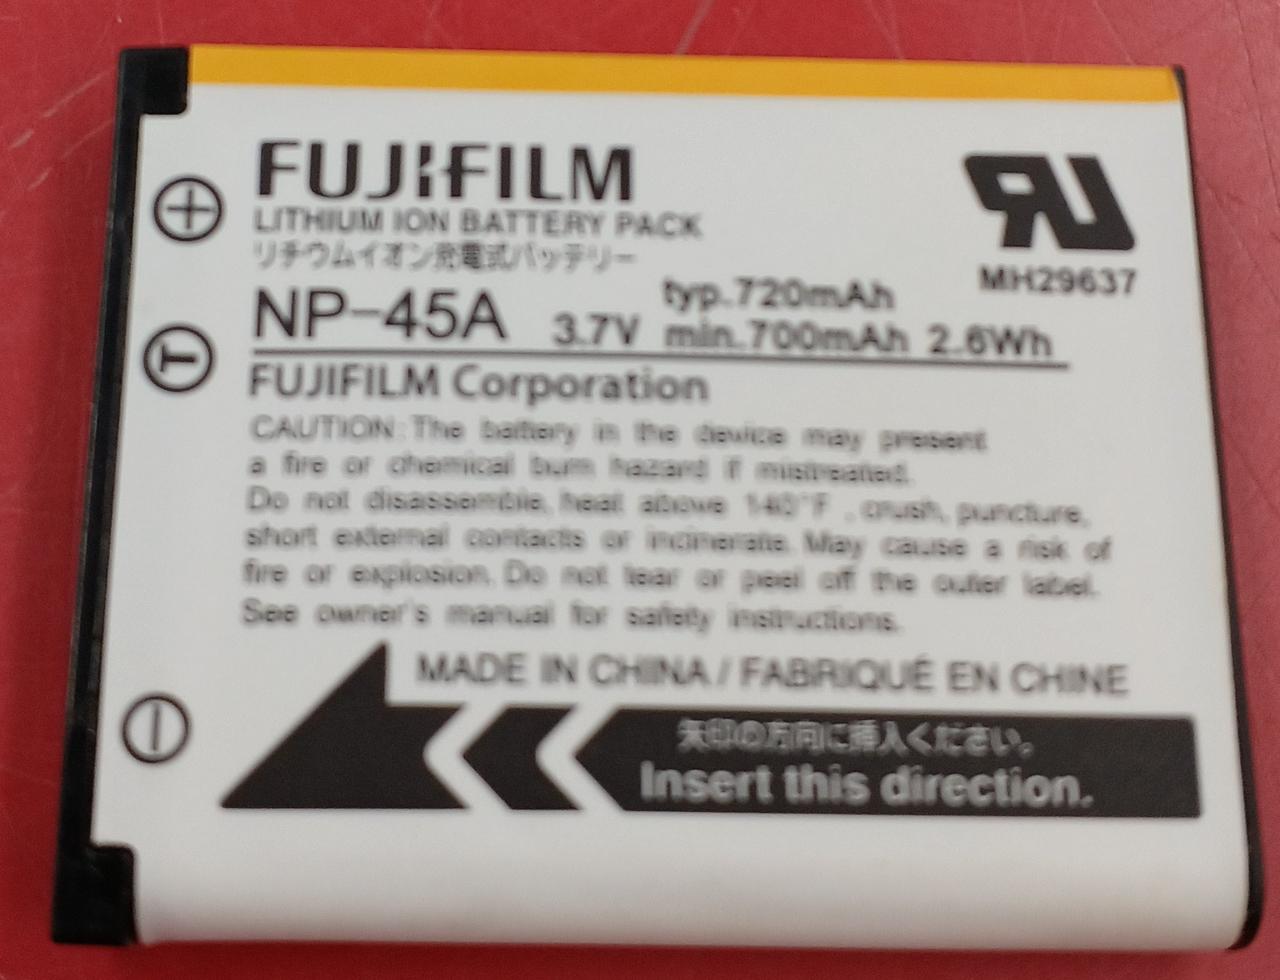 FUJIFILM
LITHIUM ION BATTERY PACK
リチウムイオン充電式バッテリー
MH29637
NP-45A 3.7V typ.720mAh
min.700mAh 2.6Wh
FUJIFILM Corporation
CAUTION: The battery in the device may present
a fire or chemical burn hazard if mistreated.
Do not disassemble, heat above 140°F, crush, puncture,
short external contacts or incinerate. May cause a risk of
fire or explosion. Do not tear or peel off the outer label.
See owner's manual for safety instructions.
MADE IN CHINA / FABRIQUÉ EN CHINE
矢印の方向に挿入ください。
Insert this direction.
+
T
−